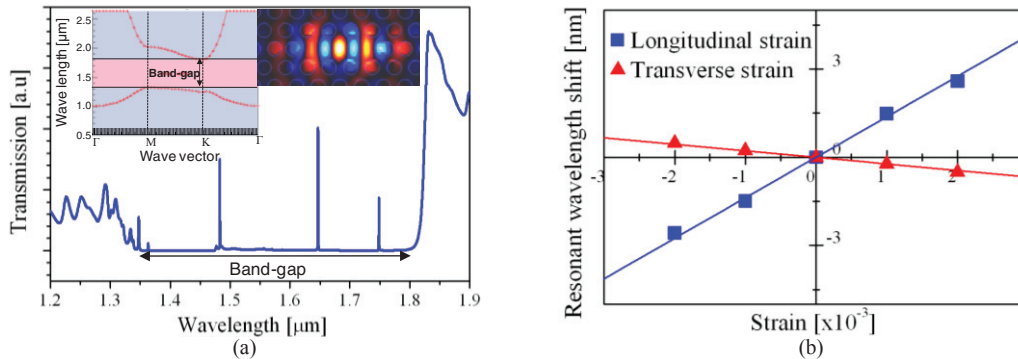 (a)
Wave length [μm]
2.5
2.0
1.5
1.0
0.5
Band-gap
Γ
M
K
Γ
Wave vector
Transmission [a.u]
Band-gap
1.2
1.3
1.4
1.5
1.6
1.7
1.8
1.9
Wavelength [μm]
(a)
(b)
Resonant wavelength shift [nm]
Longitudinal strain
Transverse strain
3
0
-3
-3
-2
-1
0
1
2
Strain [x10⁻³]
(b)